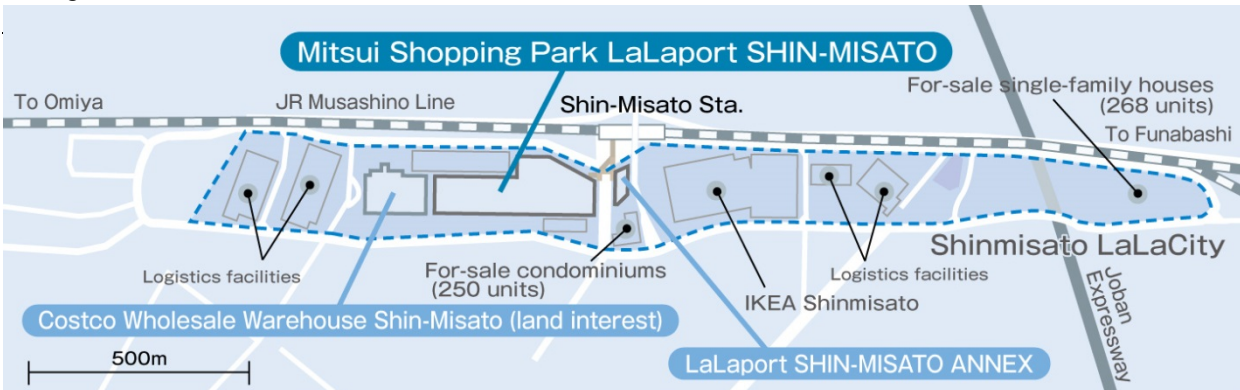 Mitsui Shopping Park LaLaport SHIN-MISATO
For-sale single-family houses
(268 units)
To Omiya
JR Musashino Line
Shin-Misato Sta.
To Funabashi
Shinmisato LaLaCity
Logistics facilities
For-sale condominiums
(250 units)
Logistics facilities
IKEA Shinmisato
Joban
Expressway
Costco Wholesale Warehouse Shin-Misato (land interest)
LaLaport SHIN-MISATO ANNEX
500m